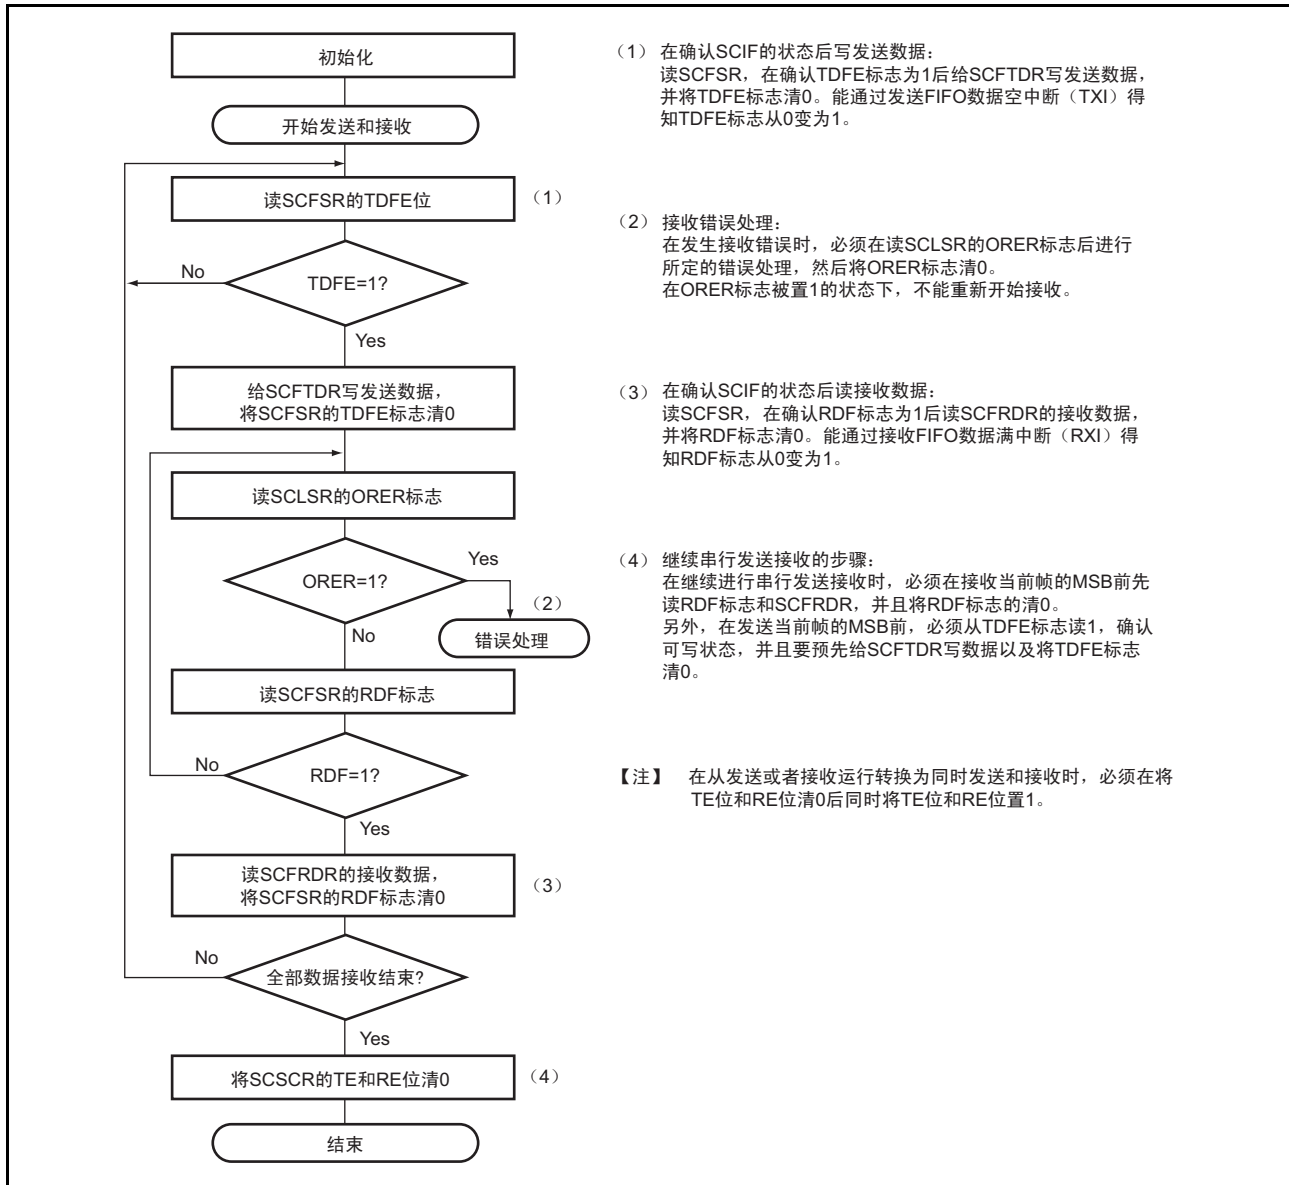 初始化
开始发送和接收
读SCFSR的TDFE位
（1）
No
TDFE=1?
Yes
给SCFTDR写发送数据，
将SCFSR的TDFE标志清0
读SCLSR的ORER标志
Yes
ORER=1?
（2）
No
错误处理
读SCFSR的RDF标志
No
RDF=1?
Yes
读SCFRDR的接收数据，
将SCFSR的RDF标志清0
（3）
No
全部数据接收结束?
Yes
将SCSCR的TE和RE位清0
（4）
结束
（1） 在确认SCIF的状态后写发送数据：
读SCFSR，在确认TDFE标志为1后给SCFTDR写发送数据，
并将TDFE标志清0。能通过发送FIFO数据空中断（TXI）得
知TDFE标志从0变为1。
（2） 接收错误处理：
在发生接收错误时，必须在读SCLSR的ORER标志后进行
所定的错误处理，然后将ORER标志清0。
在ORER标志被置1的状态下，不能重新开始接收。
（3） 在确认SCIF的状态后读接收数据：
读SCFSR，在确认RDF标志为1后读SCFRDR的接收数据，
并将RDF标志清0。能通过接收FIFO数据满中断（RXI）得
知RDF标志从0变为1。
（4） 继续串行发送接收的步骤：
在继续进行串行发送接收时，必须在接收当前帧的MSB前先
读RDF标志和SCFRDR，并且将RDF标志的清0。
另外，在发送当前帧的MSB前，必须从TDFE标志读1，确认
可写状态，并且要预先给SCFTDR写数据以及将TDFE标志
清0。
【注】 在从发送或者接收运行转换为同时发送和接收时，必须在将
TE位和RE位清0后同时将TE位和RE位置1。